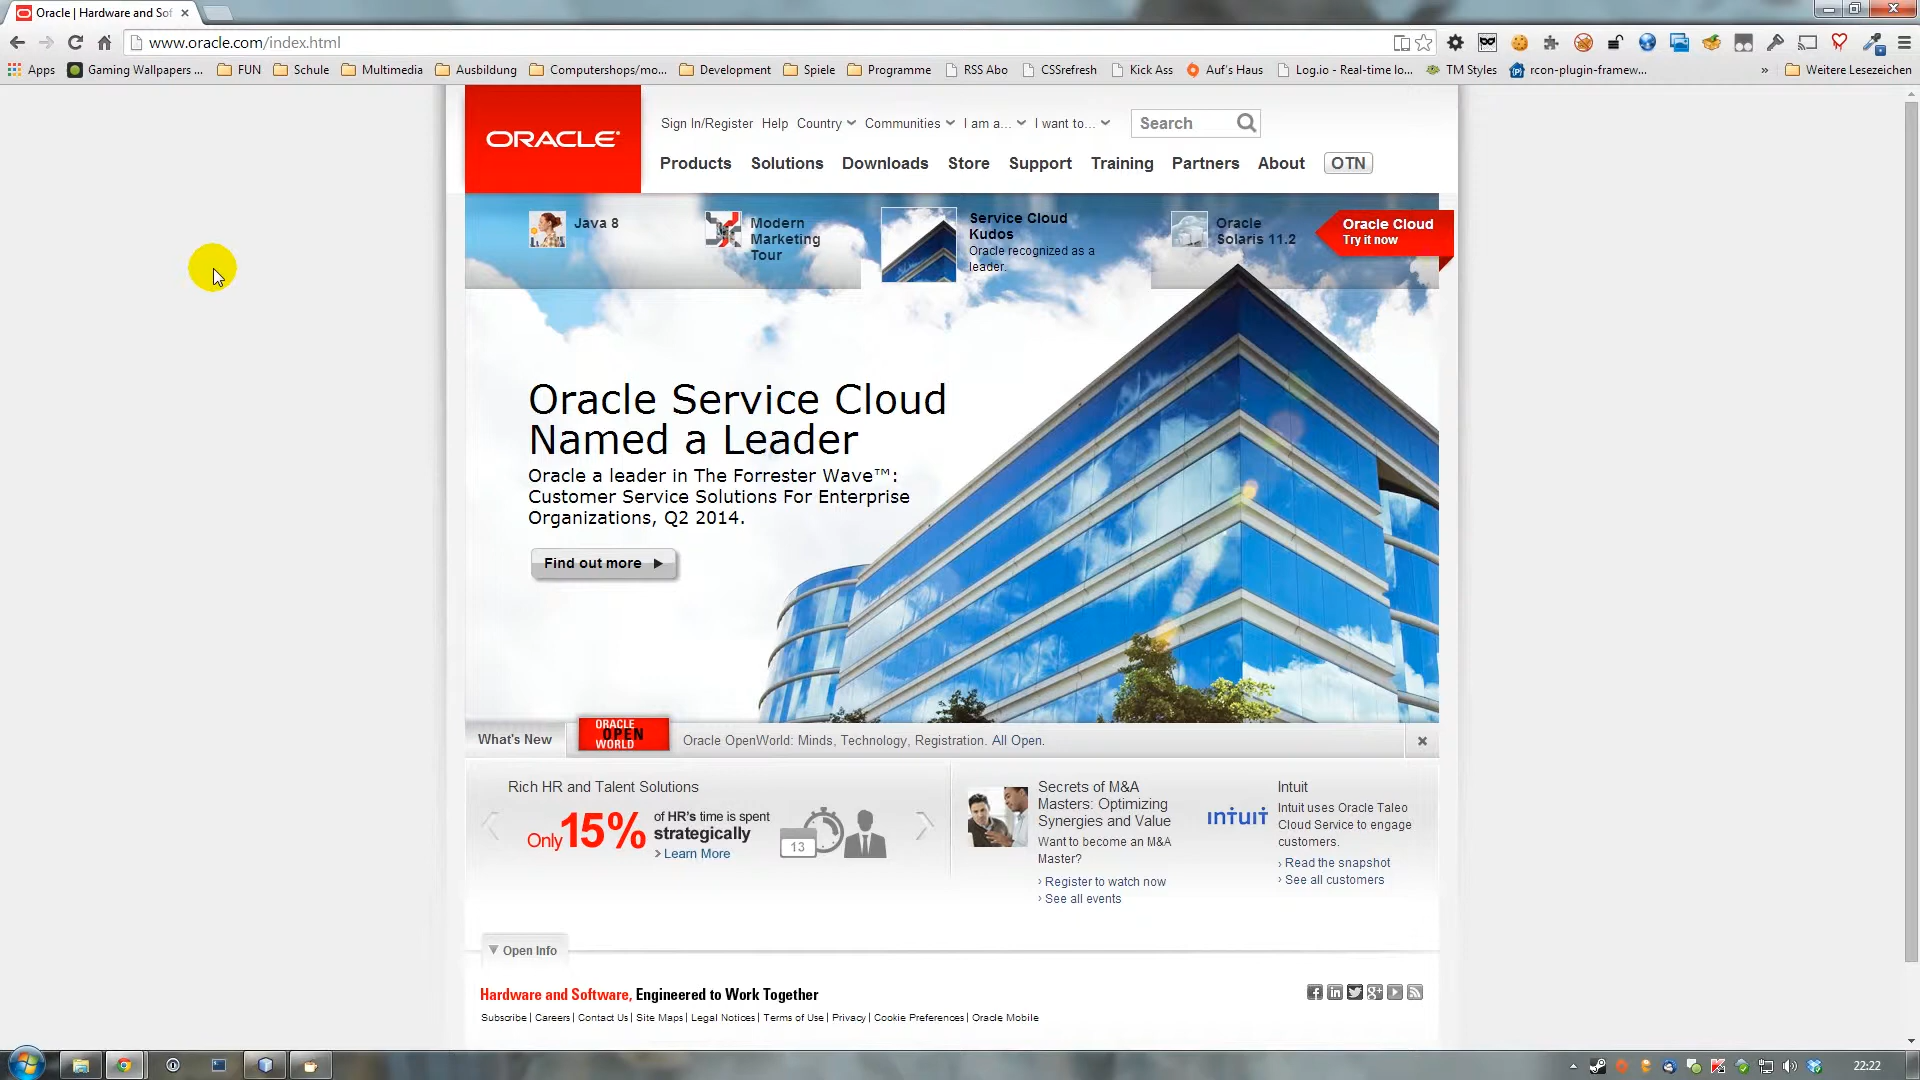 Oracle | Hardware and Sof
www.oracle.com/index.html
Apps
Gaming Wallpapers ...
FUN
Schule
Multimedia
Ausbildung
Computershops/mo...
Development
Spiele
Programme
RSS Abo
CSSrefresh
Kick Ass
Auf's Haus
Log.io - Real-time lo...
TM Styles
rcon-plugin-framew...
»
Weitere Lesezeichen
ORACLE
Sign In/Register Help Country Communities I am a... I want to...
Search
Products Solutions Downloads Store Support Training Partners About OTN
Java 8
Modern
Marketing
Tour
Service Cloud
Kudos
Oracle recognized as a
leader.
Oracle
Solaris 11.2
Oracle Cloud
Try it now
Oracle Service Cloud
Named a Leader
Oracle a leader in The Forrester Wave™:
Customer Service Solutions For Enterprise
Organizations, Q2 2014.
Find out more
What's New
ORACLE
OPEN
WORLD
Oracle OpenWorld: Minds, Technology, Registration. All Open.
Rich HR and Talent Solutions
Only 15%
of HR's time is spent
strategically
> Learn More
13
Secrets of M&A
Masters: Optimizing
Synergies and Value
Want to become an M&A
Master?
› Register to watch now
› See all events
intuit
Intuit
Intuit uses Oracle Taleo
Cloud Service to engage
customers.
› Read the snapshot
› See all customers
Open Info
Hardware and Software, Engineered to Work Together
Subscribe | Careers | Contact Us | Site Maps | Legal Notices | Terms of Use | Privacy | Cookie Preferences | Oracle Mobile
22:22